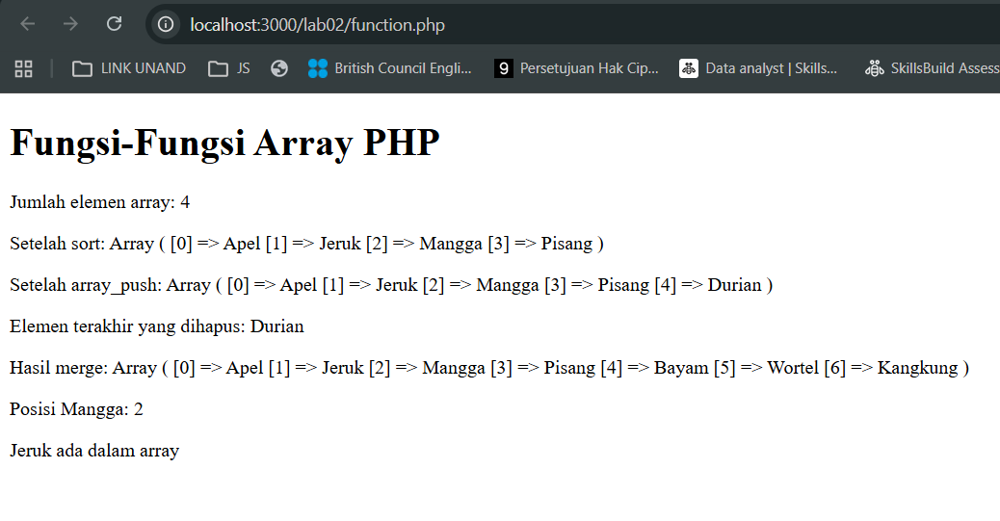 localhost:3000/lab02/function.php
LINK UNAND JS British Council Engli... 9 Persetujuan Hak Cip... Data analyst | Skills... SkillsBuild Assess
Fungsi-Fungsi Array PHP
Jumlah elemen array: 4
Setelah sort: Array ( [0] => Apel [1] => Jeruk [2] => Mangga [3] => Pisang )
Setelah array_push: Array ( [0] => Apel [1] => Jeruk [2] => Mangga [3] => Pisang [4] => Durian )
Elemen terakhir yang dihapus: Durian
Hasil merge: Array ( [0] => Apel [1] => Jeruk [2] => Mangga [3] => Pisang [4] => Bayam [5] => Wortel [6] => Kangkung )
Posisi Mangga: 2
Jeruk ada dalam array